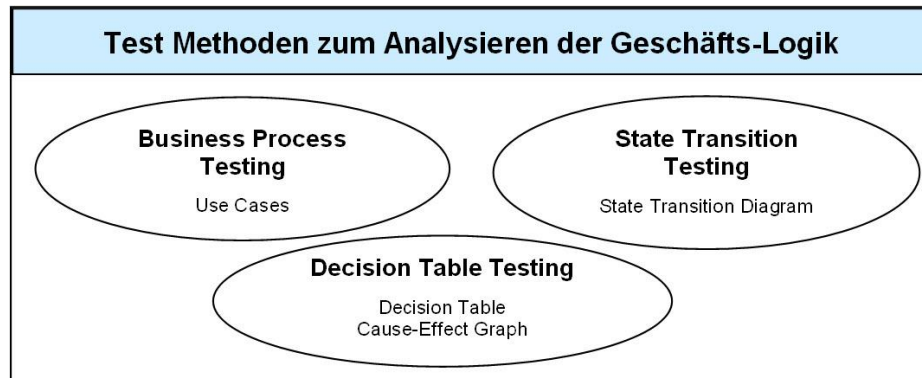 Test Methoden zum Analysieren der Geschäfts-Logik
Business Process
Testing
Use Cases
State Transition
Testing
State Transition Diagram
Decision Table Testing
Decision Table
Cause-Effect Graph